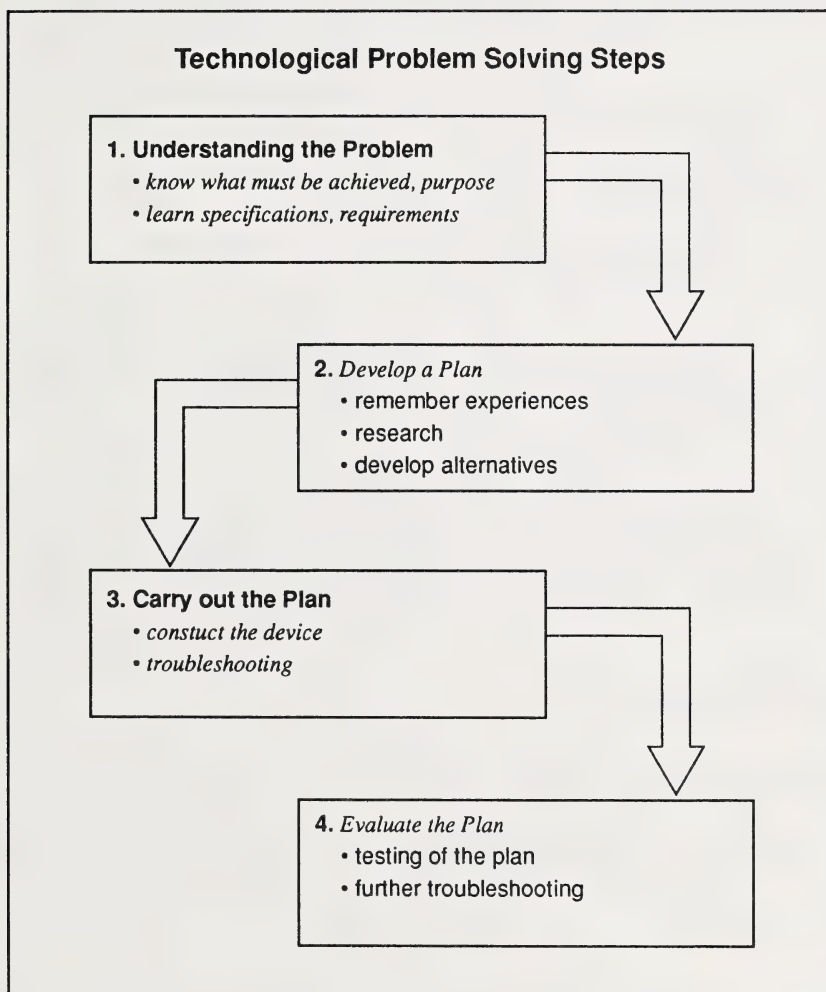 Technological Problem Solving Steps
1. Understanding the Problem
• know what must be achieved, purpose
• learn specifications, requirements
2. Develop a Plan
• remember experiences
• research
• develop alternatives
3. Carry out the Plan
• constuct the device
• troubleshooting
4. Evaluate the Plan
• testing of the plan
• further troubleshooting